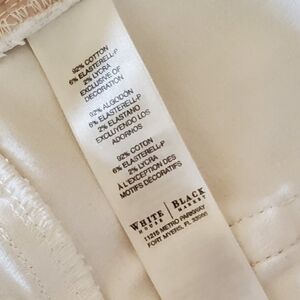 92% COTTON
6% ELASTERELL-P
2% LYCRA
EXCLUSIVE OF
DECORATION
92% ALGODÓN
6% ELASTERELL-P
2% ELASTANO
EXCLUYENDO LOS
ADORNOS
92% COTON
6% ELASTERELL-P
2% LYCRA
À L'EXCEPTION DES
MOTIFS DÉCORATIFS
WHITE | BLACK
HOUSE | MARKET
11215 METRO PARKWAY
FORT MYERS, FL 33966